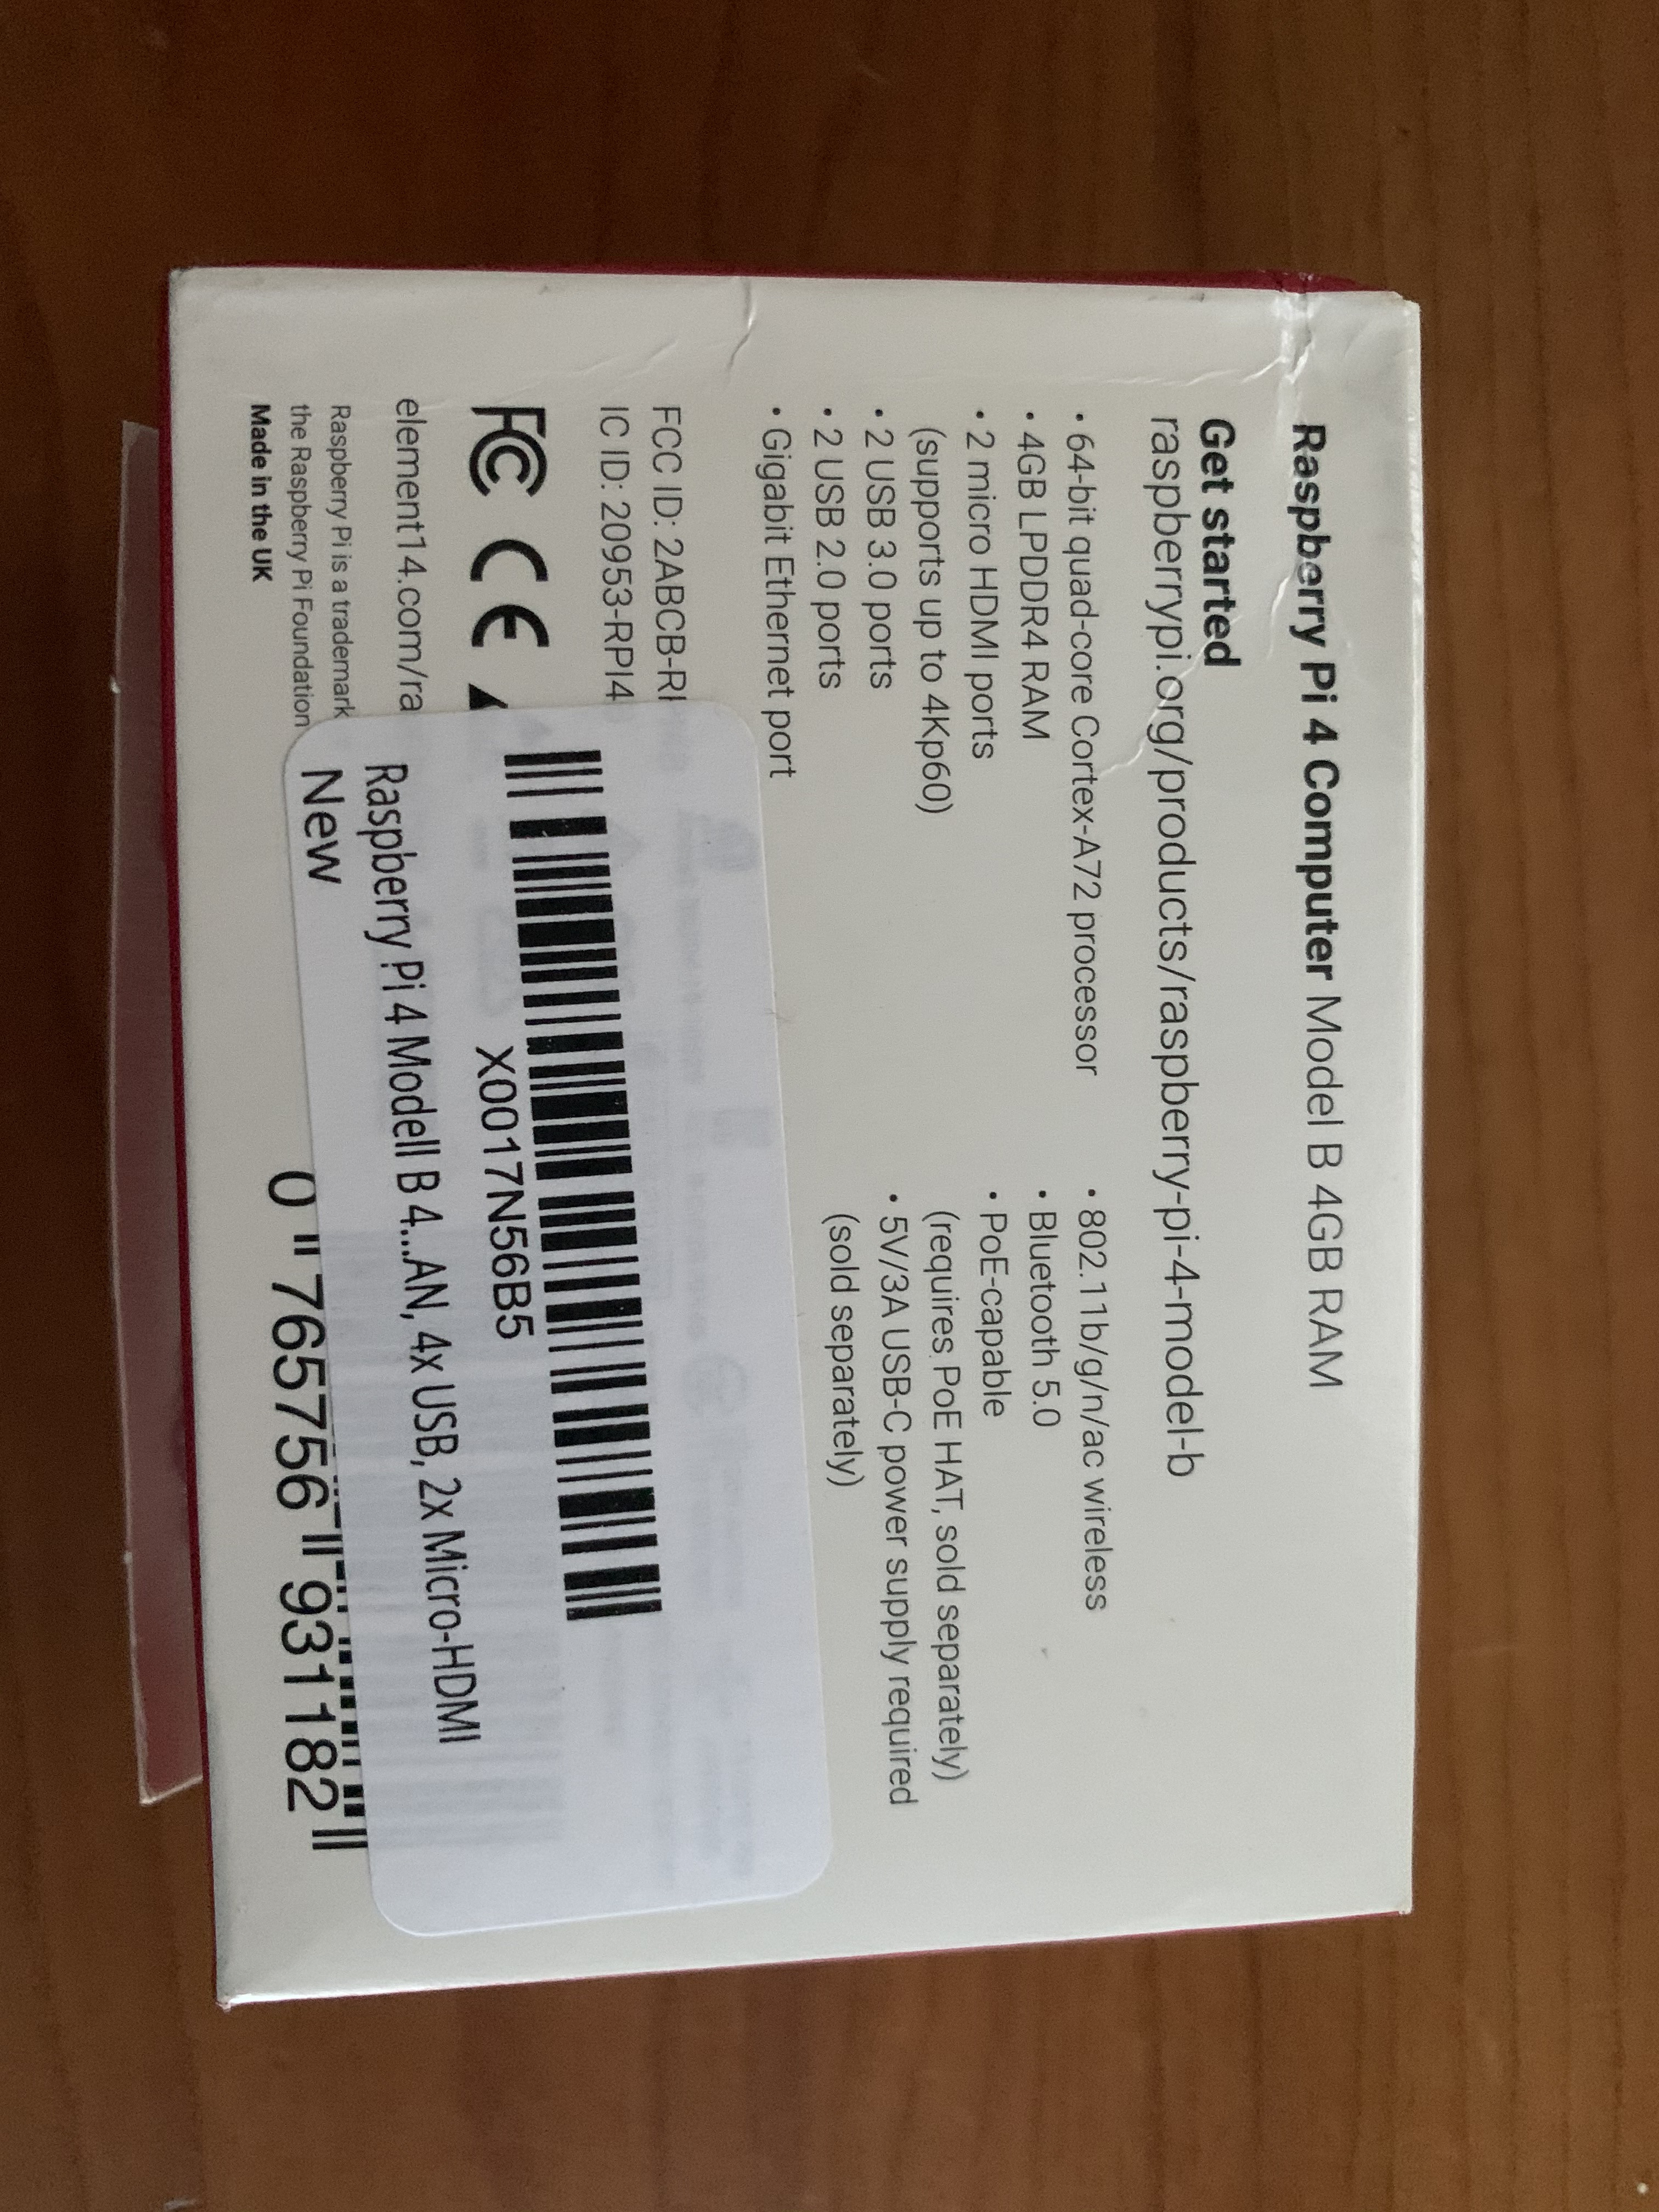 Raspberry Pi 4 Computer Model B 4GB RAM
Get started
raspberrypi.org/products/raspberry-pi-4-model-b
• 64-bit quad-core Cortex-A72 processor
• 4GB LPDDR4 RAM
• 2 micro HDMI ports
(supports up to 4Kp60)
• 2 USB 3.0 ports
• 2 USB 2.0 ports
• Gigabit Ethernet port
• 802.11b/g/n/ac wireless
• Bluetooth 5.0
• PoE-capable
(requires PoE HAT, sold separately)
• 5V/3A USB-C power supply required
(sold separately)
FCC ID: 2ABCB-RPI4
IC ID: 20953-RPI4
FC CE
element14.com/ra
Raspberry Pi is a trademark
the Raspberry Pi Foundation
Made in the UK
X0017N56B5
Raspberry Pi 4 Modell B 4...AN, 4x USB, 2x Micro-HDMI
New
0 765756 931182